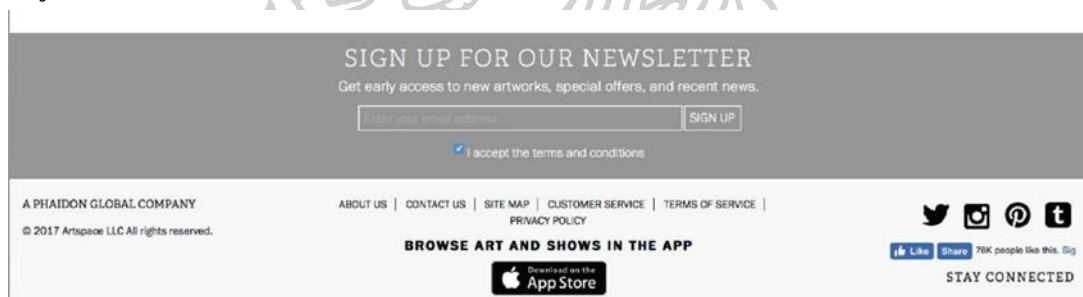 SIGN UP FOR OUR NEWSLETTER
Get early access to new artworks, special offers, and recent news.
Enter your email address
SIGN UP
I accept the terms and conditions
A PHAIDON GLOBAL COMPANY
© 2017 Artspace LLC All rights reserved.
ABOUT US | CONTACT US | SITE MAP | CUSTOMER SERVICE | TERMS OF SERVICE |
PRIVACY POLICY
BROWSE ART AND SHOWS IN THE APP
Download on the
App Store
Like Share 76K people like this. Sig
STAY CONNECTED